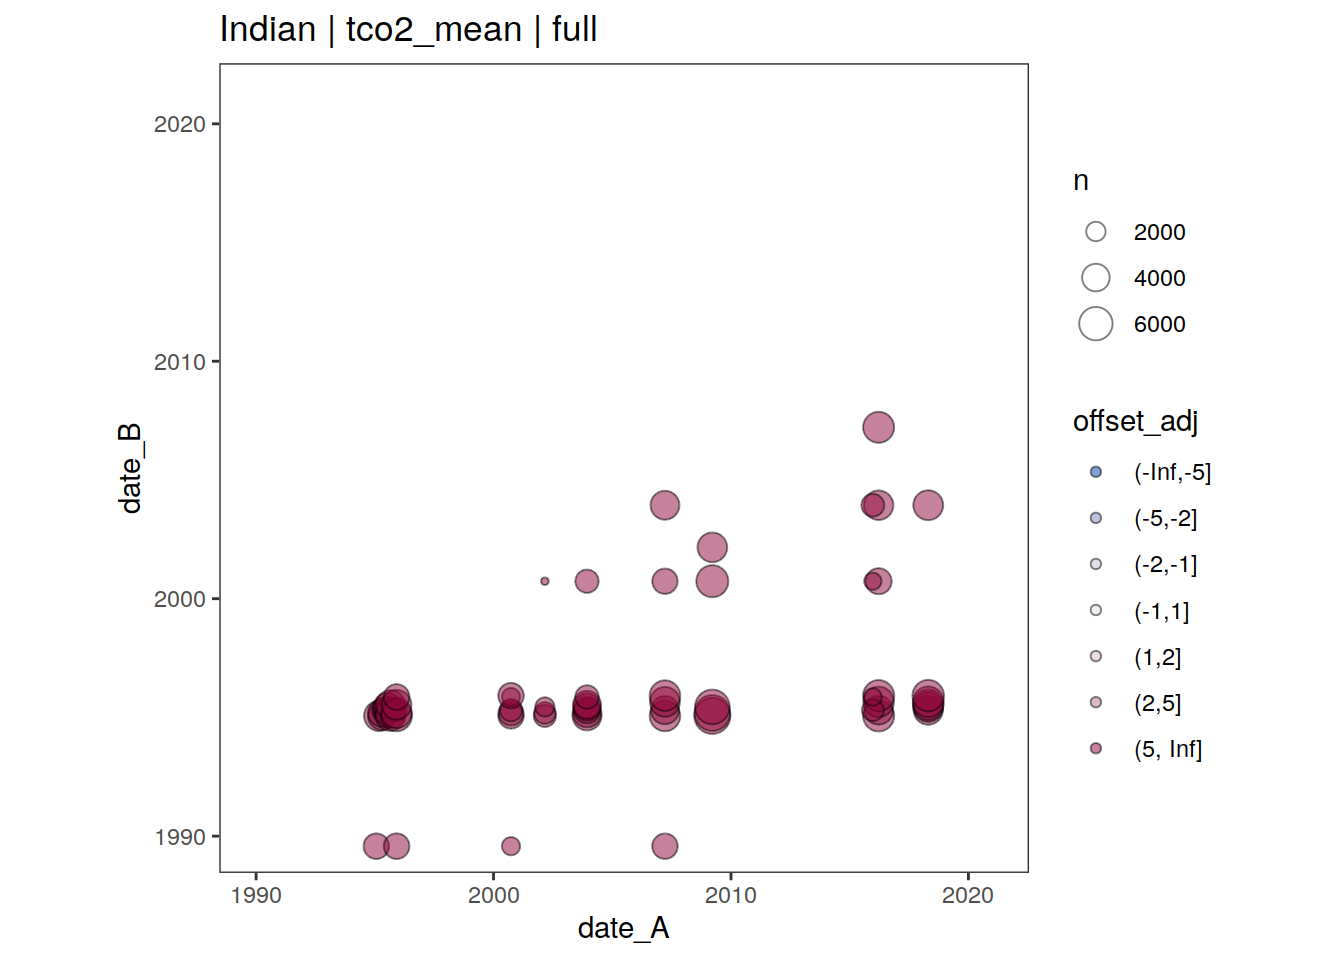 Indian | tco2_mean | full
2020
2010
2000
1990
date_B
1990
2000
2010
2020
date_A
n
2000
4000
6000
offset_adj
(-Inf,-5]
(-5,-2]
(-2,-1]
(-1,1]
(1,2]
(2,5]
(5, Inf]